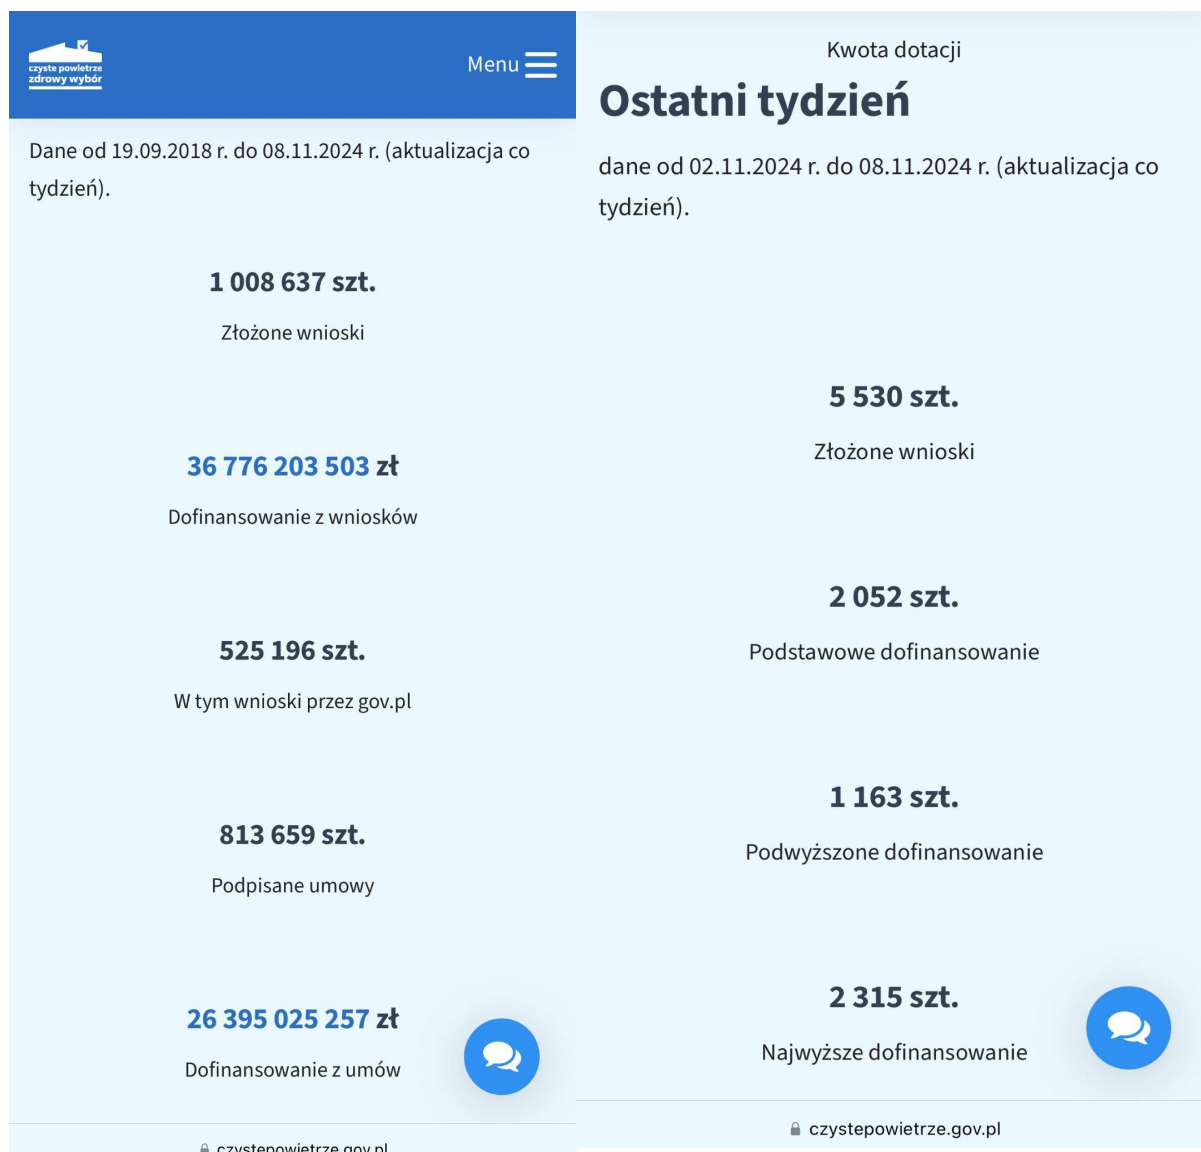 czyste powietrze
zdrowy wybór
Menu
Dane od 19.09.2018 r. do 08.11.2024 r. (aktualizacja co
tydzień).
1 008 637 szt.
Złożone wnioski
36 776 203 503 zł
Dofinansowanie z wniosków
525 196 szt.
W tym wnioski przez gov.pl
813 659 szt.
Podpisane umowy
26 395 025 257 zł
Dofinansowanie z umów
czystepowietrze.gov.pl
Kwota dotacji
Ostatni tydzień
dane od 02.11.2024 r. do 08.11.2024 r. (aktualizacja co
tydzień).
5 530 szt.
Złożone wnioski
2 052 szt.
Podstawowe dofinansowanie
1 163 szt.
Podwyższone dofinansowanie
2 315 szt.
Najwyższe dofinansowanie
czystepowietrze.gov.pl